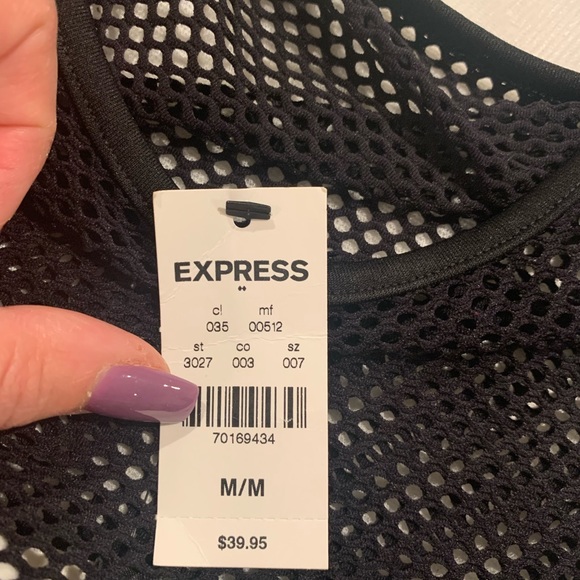 EXPRESS
cl mf
035 00512
st co sz
3027 003 007
70169434
M/M
$39.95